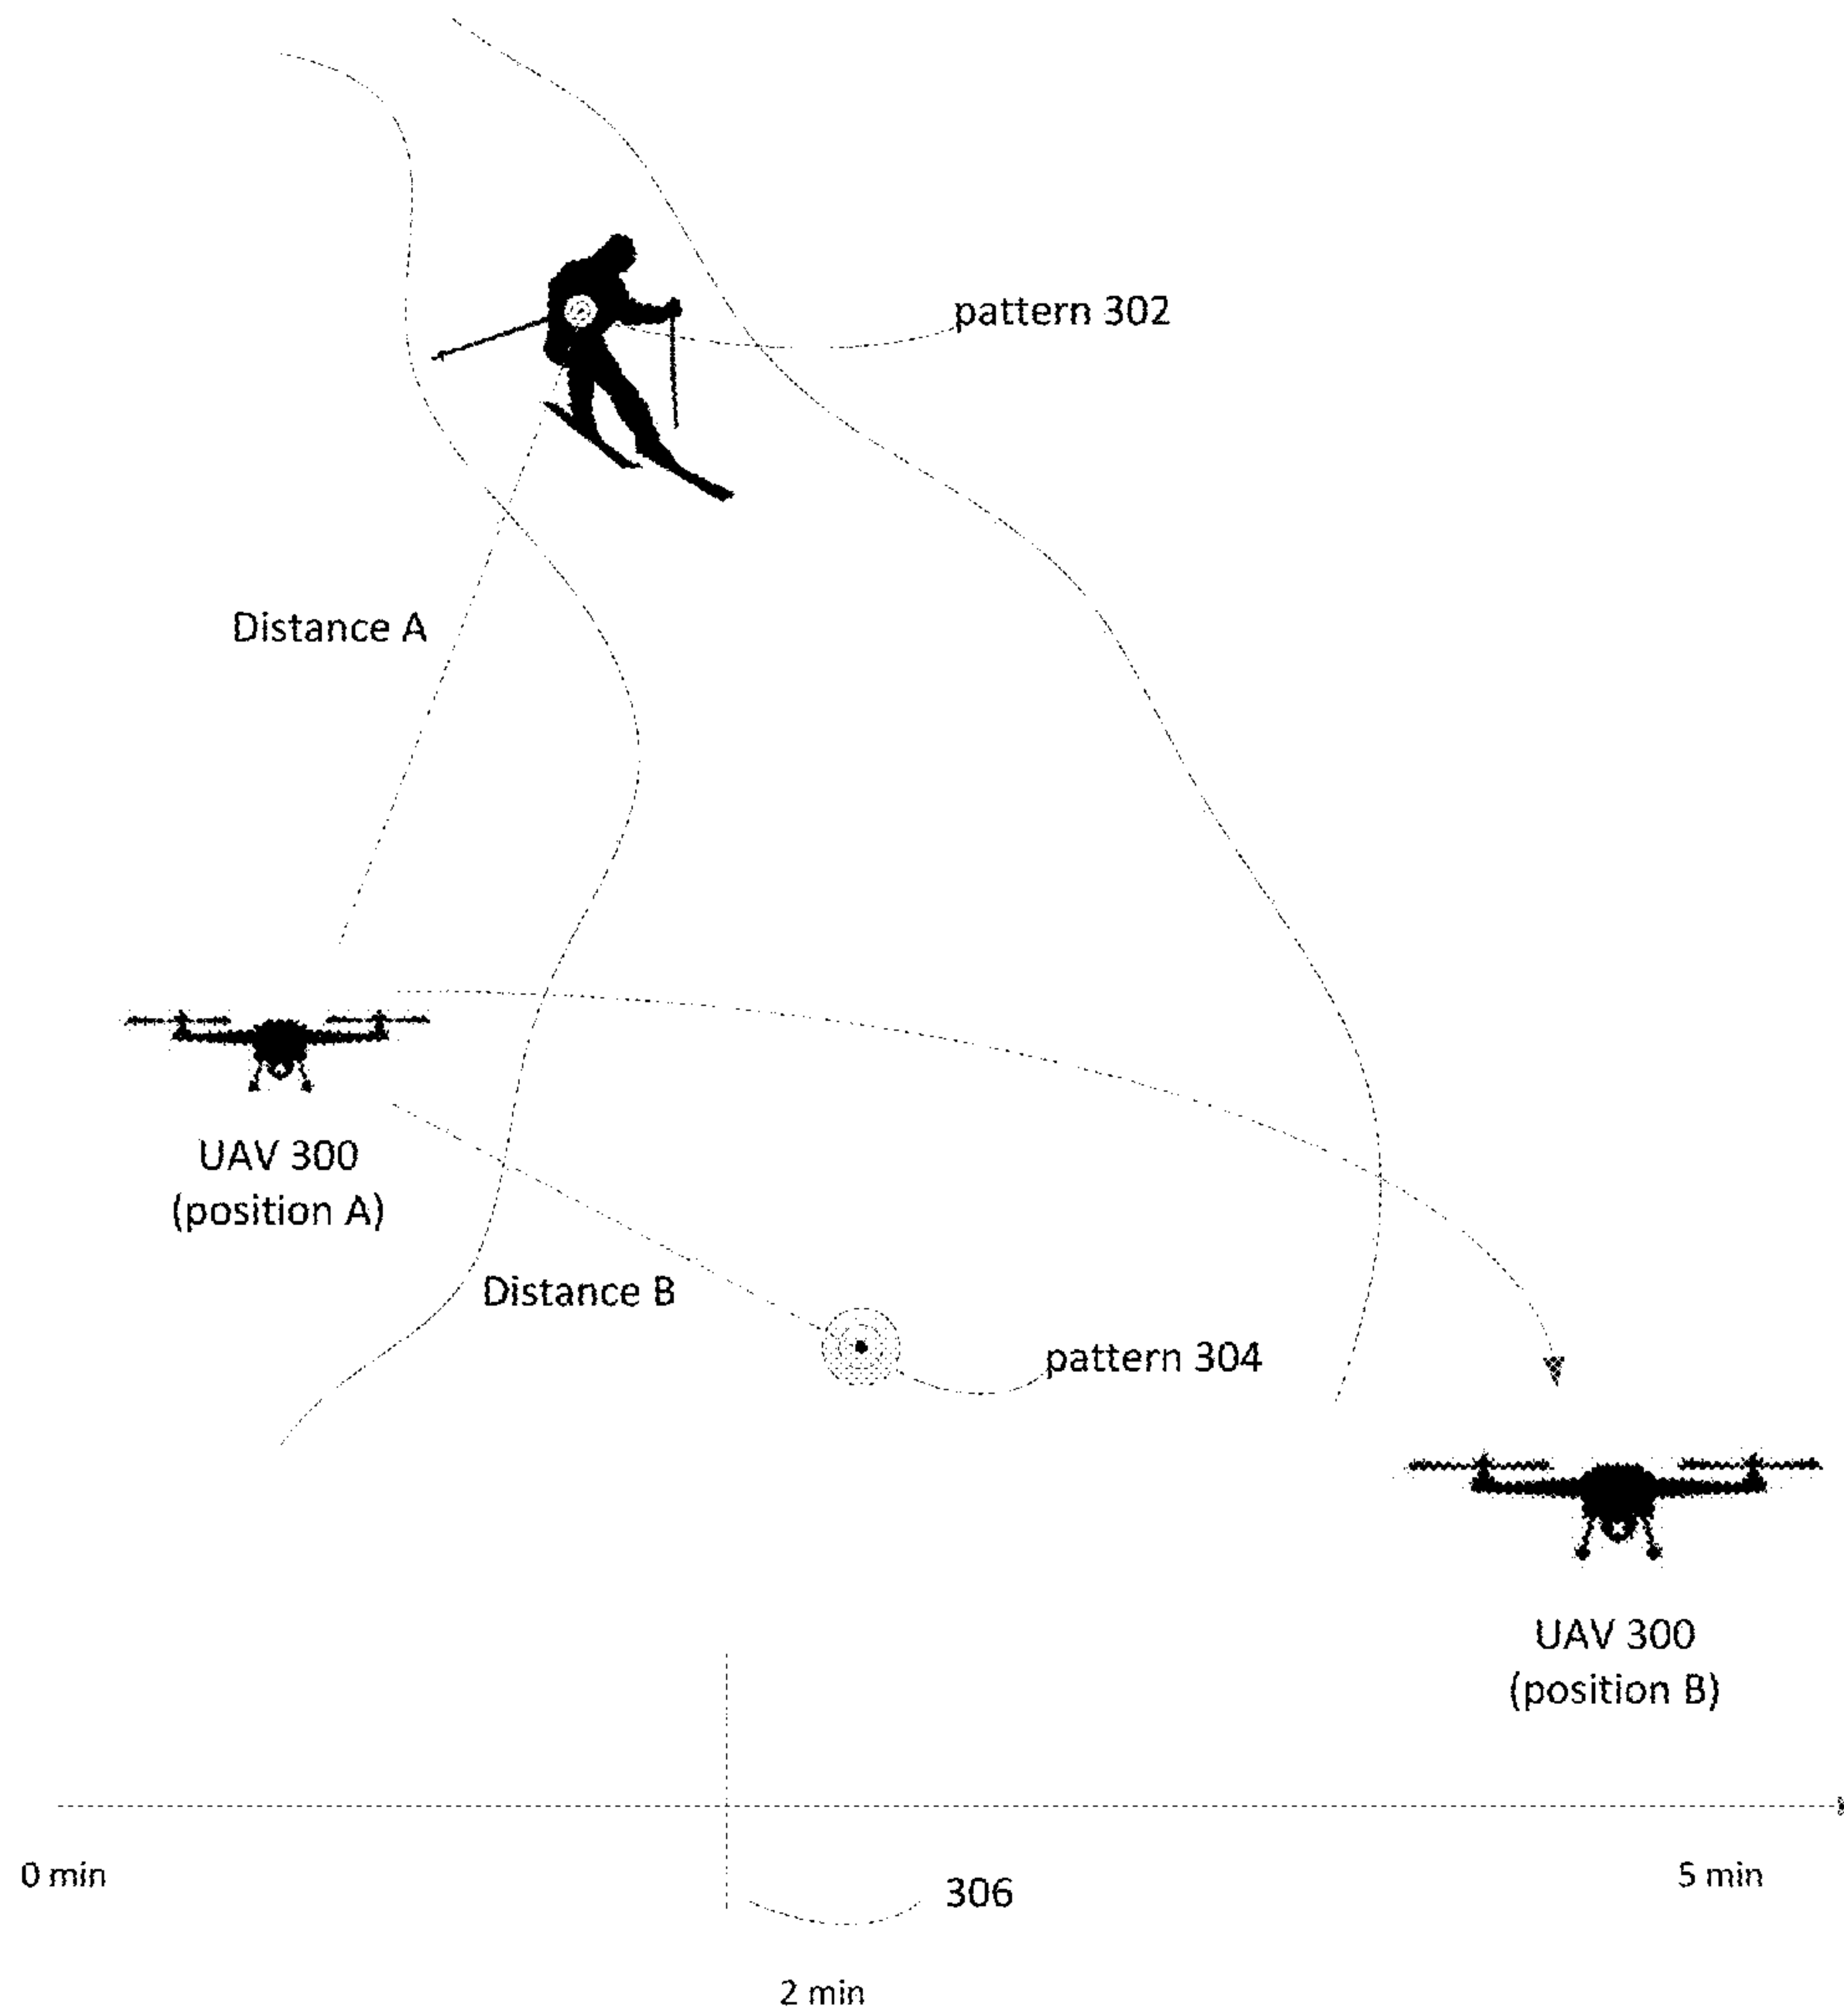 pattern 302
Distance A
UAV 300
(position A)
Distance B
pattern 304
UAV 300
(position B)
0 min
5 min
306
2 min